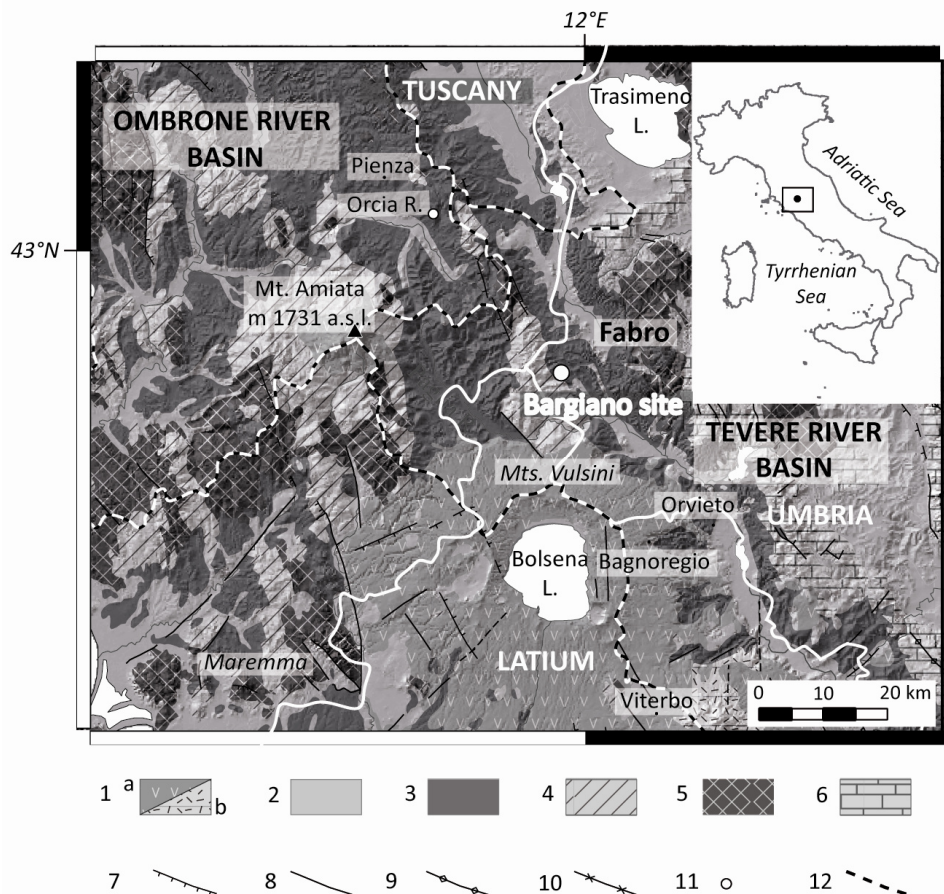 12°E
TUSCANY
Trasimeno
L.
OMBRONE RIVER
BASIN
Pienza
Orcia R.
Adriatic Sea
43°N
Tyrrhenian
Sea
Mt. Amiata
m 1731 a.s.l.
Fabro
Bargiano site
TEVERE RIVER
BASIN
Mts. Vulsini
Orvieto
UMBRIA
Bolsena
L.
Bagnoregio
Maremma
LATIUM
Viterbo
0 10 20 km
1 a b 2 3 4 5 6
7 8 9 10 11 12